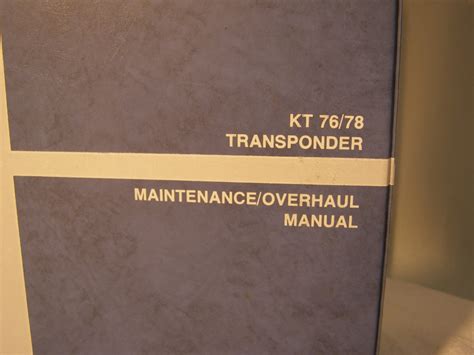 KT 76/78
TRANSPONDER
MAINTENANCE/OVERHAUL
MANUAL